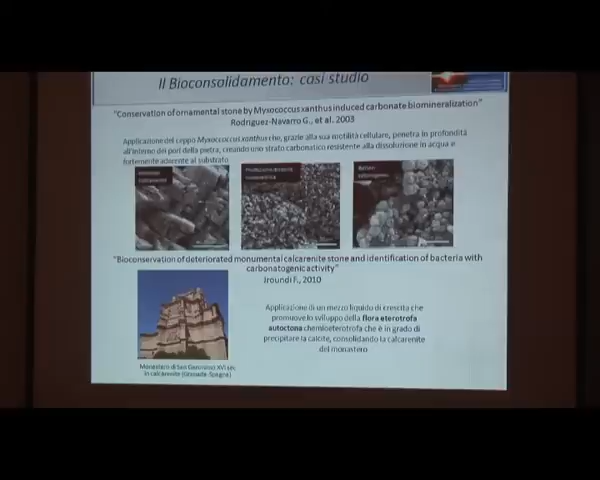 Il Bioconsolidamento: casi studio
"Conservation of ornamental stone by Myxococcus xanthus induced carbonate biomineralization"
Rodriguez-Navarro G., et al. 2003
Applicazione del ceppo Myxococcus xanthus che, grazie alla sua motilità cellulare, penetra in profondità
all'interno dei pori della pietra, creando uno strato carbonatico resistente alla dissoluzione in acqua e
fortemente aderente al substrato
"Bioconservation of deteriorated monumental calcarenite stone and identification of bacteria with
carbonatogenic activity"
Jroundi F., 2010
Applicazione di un mezzo liquido di crescita che
promuove lo sviluppo della flora eterotrofa
autoctona chemioeterotrofa che è in grado di
precipitare la calcite, consolidando la calcarenite
del monastero
Monastero di San Geronimo XVI sec
in calcarenite (Granada-Spagna)